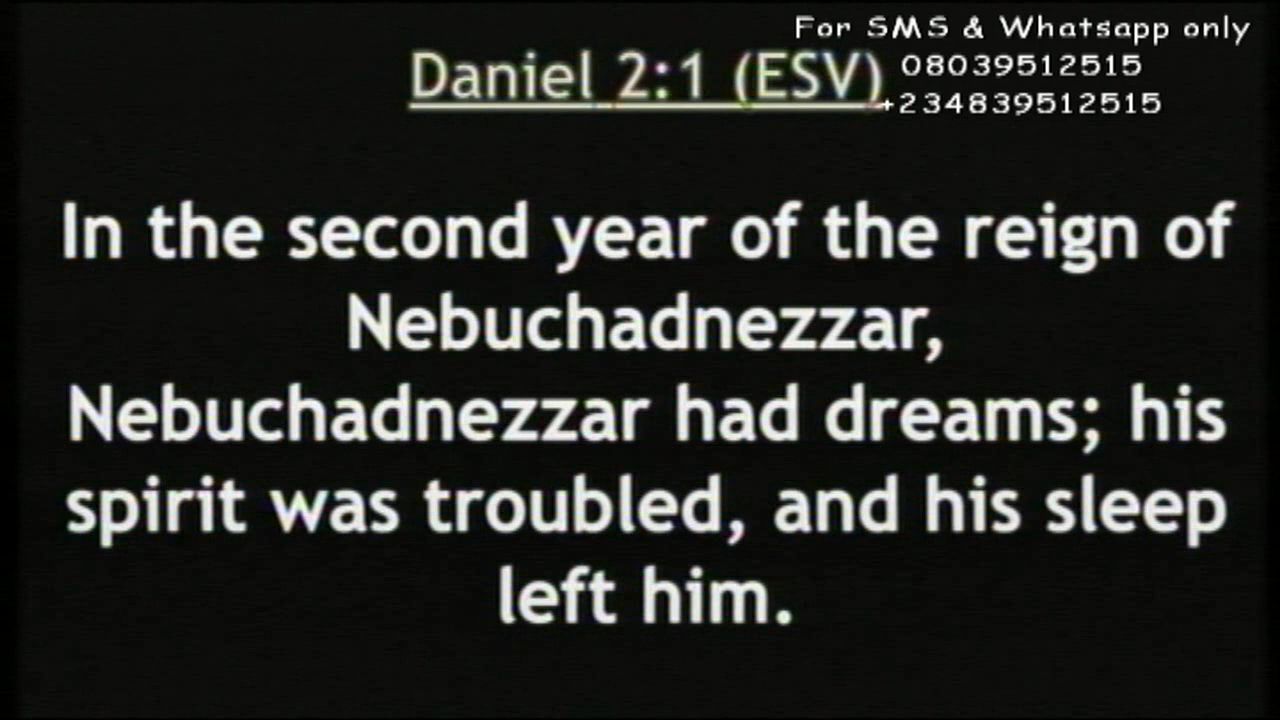 For SMS & Whatsapp only
Daniel 2:1 (ESV)
08039512515
+234839512515
In the second year of the reign of
Nebuchadnezzar,
Nebuchadnezzar had dreams; his
spirit was troubled, and his sleep
left him.